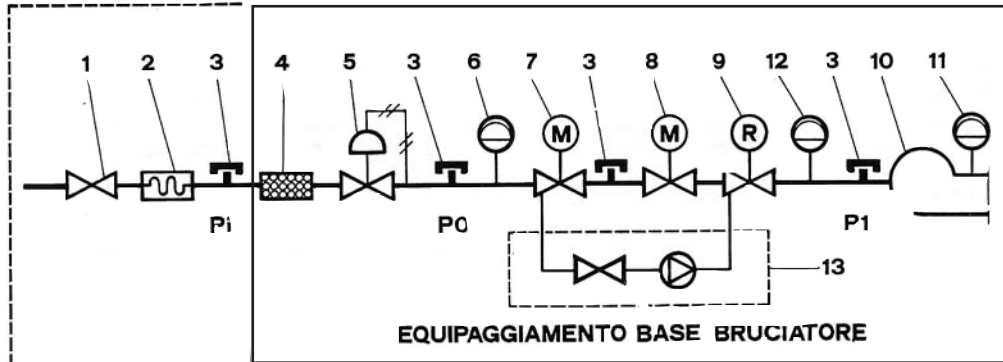 1 2 3 4 5 3 6 7 3 8 9 12 3 10 11
M M R
Pi P0 P1
13
EQUIPAGGIAMENTO BASE BRUCIATORE